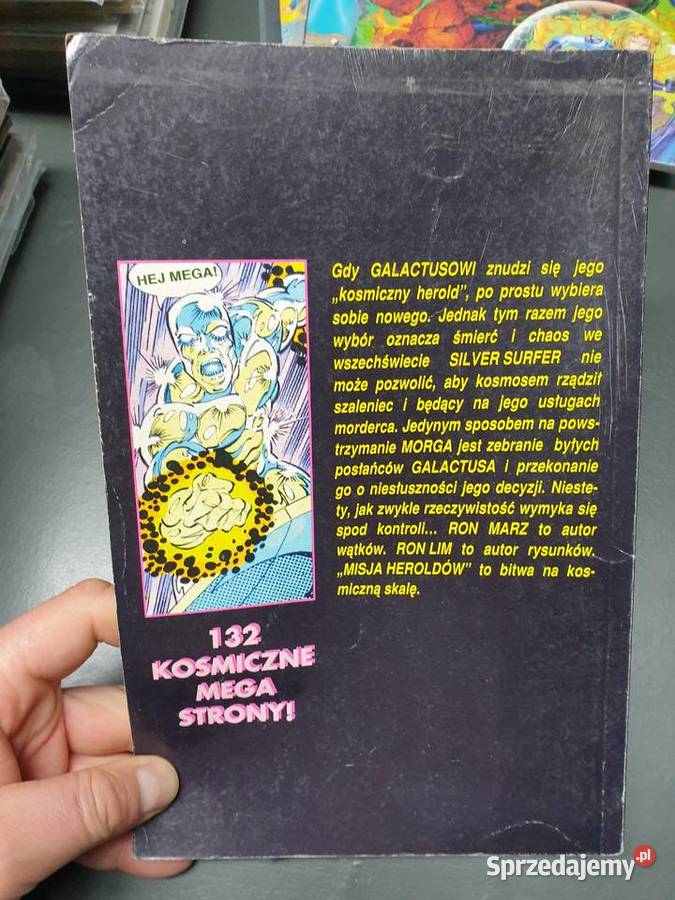 HEJ MEGA!
Gdy GALACTUSOWI znudzi się jego
„kosmiczny herold”, po prostu wybiera
sobie nowego. Jednak tym razem jego
wybór oznacza śmierć i chaos we
wszechświecie SILVER SURFER nie
może pozwolić, aby kosmosem rządził
szaleniec i będący na jego usługach
morderca. Jedynym sposobem na pows-
trzymanie MORGA jest zebranie byłych
posłańców GALACTUSA i przekonanie
go o niesłuszności jego decyzji. Nieste-
ty, jak zwykle rzeczywistość wymyka się
spod kontroli... RON MARZ to autor
wątków. RON LIM to autor rysunków.
„MISJA HEROLDÓW” to bitwa na kos-
miczną skalę.
132
KOSMICZNE
MEGA
STRONY!
Sprzedajemy.pl